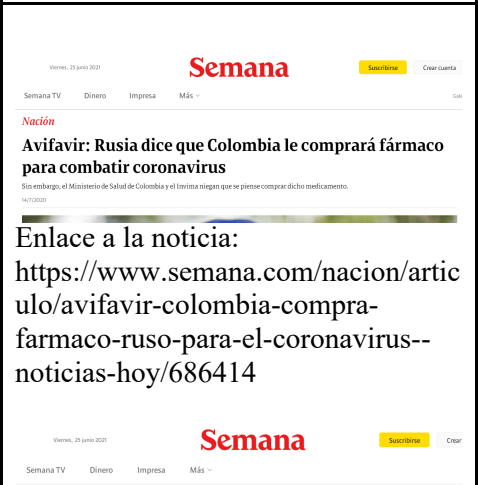 Viernes, 25 junio 2021
Semana
Suscribirse
Crear cuenta
Semana TV Dinero Impresa Más
Gale
Nación
Avifavir: Rusia dice que Colombia le comprará fármaco
para combatir coronavirus
Sin embargo, el Ministerio de Salud de Colombia y el Invima niegan que se piense comprar dicho medicamento.
14/7/2020
Enlace a la noticia:
https://www.semana.com/nacion/artic
ulo/avifavir-colombia-compra-
farmaco-ruso-para-el-coronavirus--
noticias-hoy/686414
Viernes, 25 junio 2021
Semana
Suscribirse
Crear
Semana TV Dinero Impresa Más